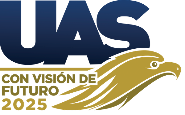 UAS
CON VISIÓN DE
FUTURO
2025